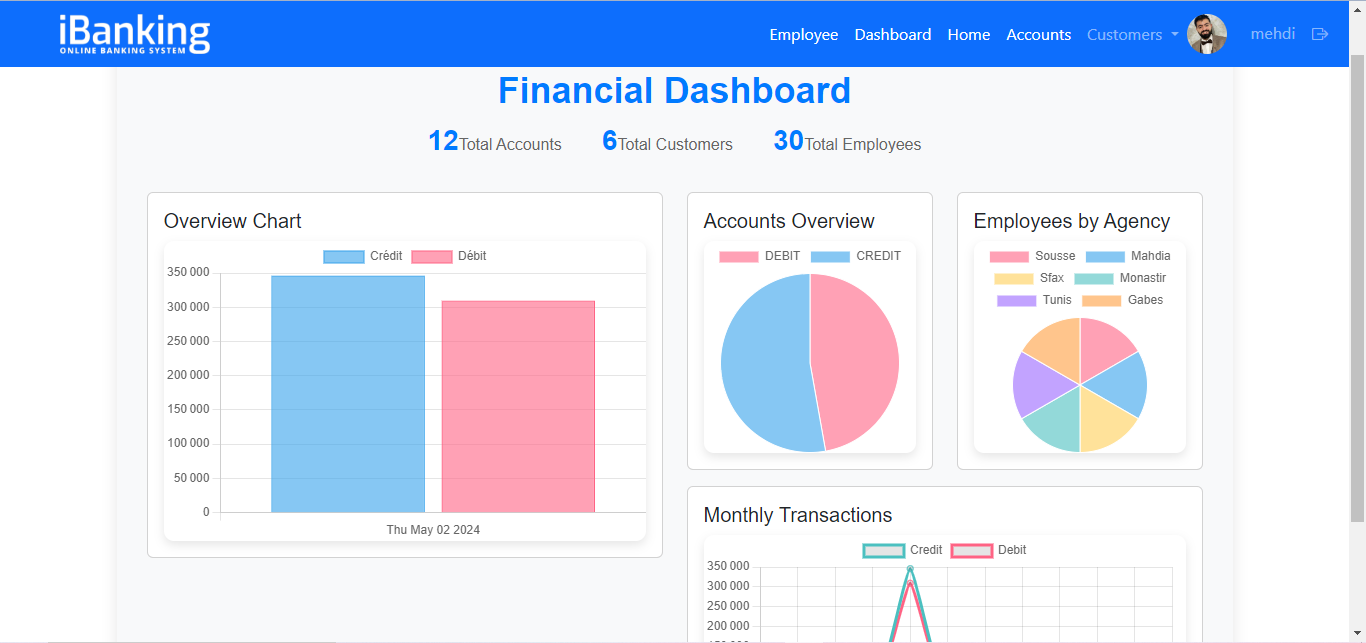 iBanking
ONLINE BANKING SYSTEM
Employee Dashboard Home Accounts Customers mehdi
Financial Dashboard
12Total Accounts 6Total Customers 30Total Employees
Overview Chart
Crédit Débit
350 000
300 000
250 000
200 000
150 000
100 000
50 000
0
Thu May 02 2024
Accounts Overview
DEBIT CREDIT
Employees by Agency
Sousse Mahdia
Sfax Monastir
Tunis Gabes
Monthly Transactions
Credit Debit
350 000
300 000
250 000
200 000